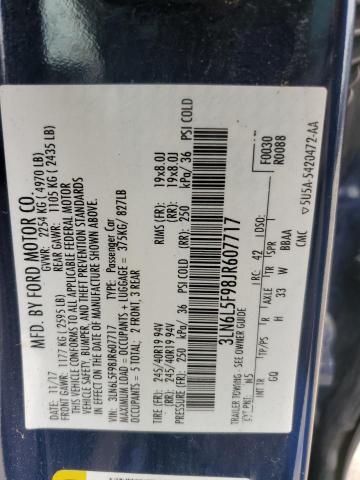 MFD. BY FORD MOTOR CO.
DATE: 11/17 GVWR: 2254 KG ( 4970 LB)
FRONT GAWR: 1177 KG ( 2595 LB) REAR GAWR: 1105 KG ( 2435 LB)
THIS VEHICLE CONFORMS TO ALL APPLICABLE FEDERAL MOTOR
VEHICLE SAFETY, BUMPER, AND THEFT PREVENTION STANDARDS
IN EFFECT ON THE DATE OF MANUFACTURE SHOWN ABOVE.
VIN: 3LN6L5F98JR607717 TYPE: Passenger Car
MAXIMUM LOAD = OCCUPANTS + LUGGAGE = 375KG/ 827LB
OCCUPANTS: 2 FRONT, 3 REAR
TIRE (FR): 245/40R19 94V RIMS (FR): 19x8.0J
TIRE (RR): 245/40R19 94V (RR): 19x8.0J
PRESSURE (FR): 250 kPa/ 36 PSI COLD (RR): 250 kPa/ 36 PSI COLD
3LN6L5F98JR607717
F0030
R0088
TRAILER TOWING - SEE OWNER GUIDE
RC: 42 DSO:
EXT PNT: N5
INT TR TP/PS R AXLE TR SPR
GQ H 33 W BBAA
CMC 5U5A-5420472-AA